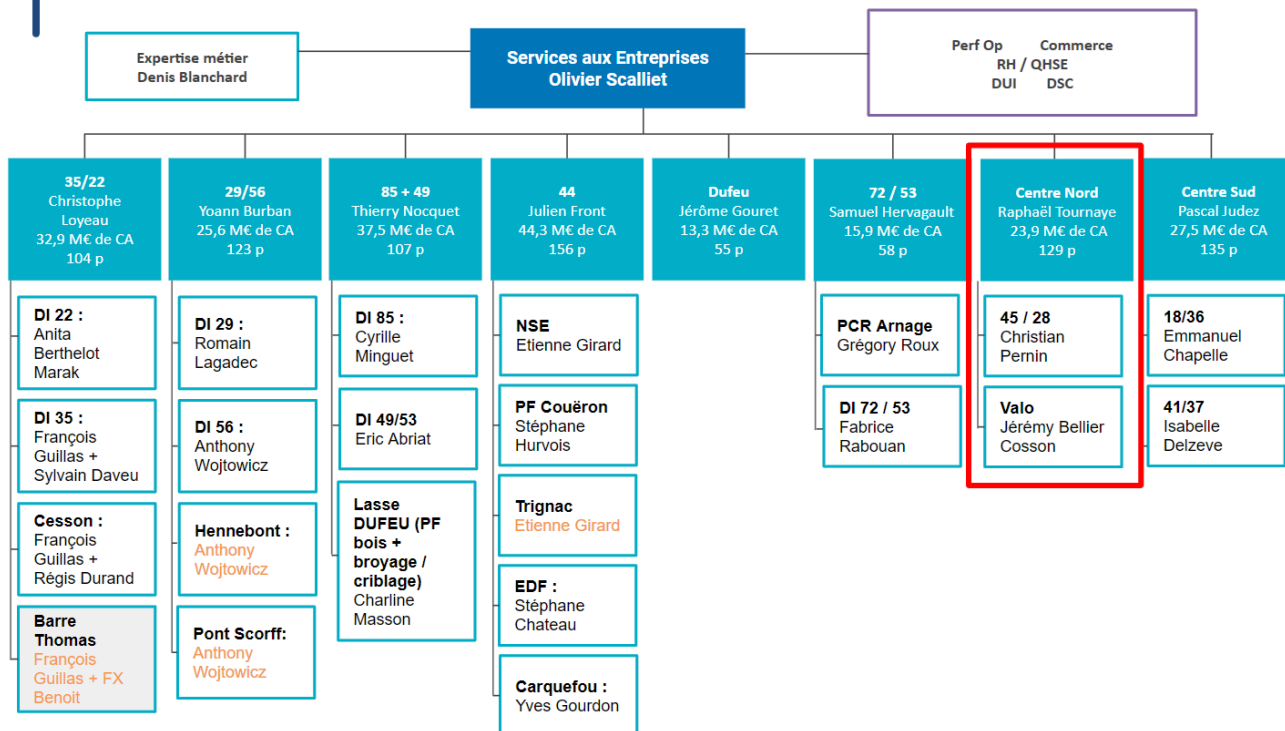 Expertise métier
Denis Blanchard
Services aux Entreprises
Olivier Scalliet
Perf Op Commerce
RH / QHSE
DUI DSC
35/22
Christophe
Loyeau
32,9 M€ de CA
104 p
29/56
Yoann Burban
25,6 M€ de CA
123 p
85 + 49
Thierry Nocquet
37,5 M€ de CA
107 p
44
Julien Front
44,3 M€ de CA
156 p
Dufeu
Jérôme Gouret
13,3 M€ de CA
55 p
72 / 53
Samuel Hervagault
15,9 M€ de CA
58 p
Centre Nord
Raphaël Tournaye
23,9 M€ de CA
129 p
Centre Sud
Pascal Judez
27,5 M€ de CA
135 p
DI 22 :
Anita
Berthelot
Marak
DI 35 :
François
Guillas +
Sylvain Daveu
Cesson :
François
Guillas +
Régis Durand
Barre
Thomas
François
Guillas + FX
Benoit
DI 29 :
Romain
Lagadec
DI 56 :
Anthony
Wojtowicz
Hennebont :
Anthony
Wojtowicz
Pont Scorff:
Anthony
Wojtowicz
DI 85 :
Cyrille
Minguet
DI 49/53
Eric Abriat
Lasse
DUFEU (PF
bois +
broyage /
criblage)
Charline
Masson
NSE
Etienne Girard
PF Couëron
Stéphane
Hurvois
Trignac
Etienne Girard
EDF :
Stéphane
Chateau
Carquefou :
Yves Gourdon
PCR Arnage
Grégory Roux
DI 72 / 53
Fabrice
Rabouan
45 / 28
Christian
Pernin
Valo
Jérémy Bellier
Cosson
18/36
Emmanuel
Chapelle
41/37
Isabelle
Delzeve